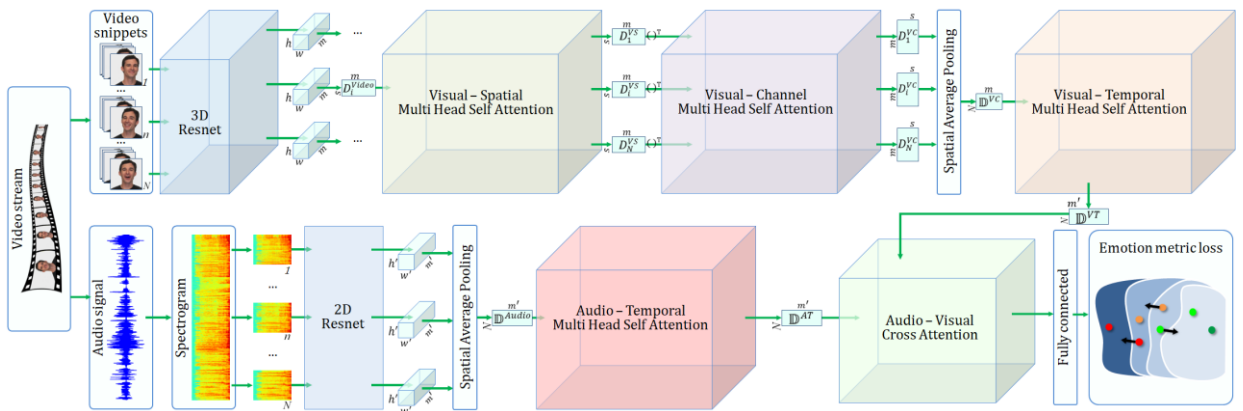 Video stream
Video
snippets
1
...
n
...
N
3D
Resnet
h
w
m
...
h
w
m
...
h
w
m
...
m
s
D_i^{Video}
Visual – Spatial
Multi Head Self Attention
m
s
D_1^{VS}
( )^T
m
s
D_i^{VS}
( )^T
m
s
D_N^{VS}
( )^T
Visual – Channel
Multi Head Self Attention
s
m
D_1^{VC}
s
m
D_i^{VC}
s
m
D_N^{VC}
Spatial Average Pooling
m
N
𝔻^{VC}
Visual – Temporal
Multi Head Self Attention
m′
N
𝔻^{VT}
Audio signal
Spectrogram
1
...
n
...
N
2D
Resnet
h′
w′
m′
h′
w′
m′
h′
w′
m′
Spatial Average Pooling
m′
N
𝔻^{Audio}
Audio – Temporal
Multi Head Self Attention
m′
N
𝔻^{AT}
Audio – Visual
Cross Attention
Fully connected
Emotion metric loss